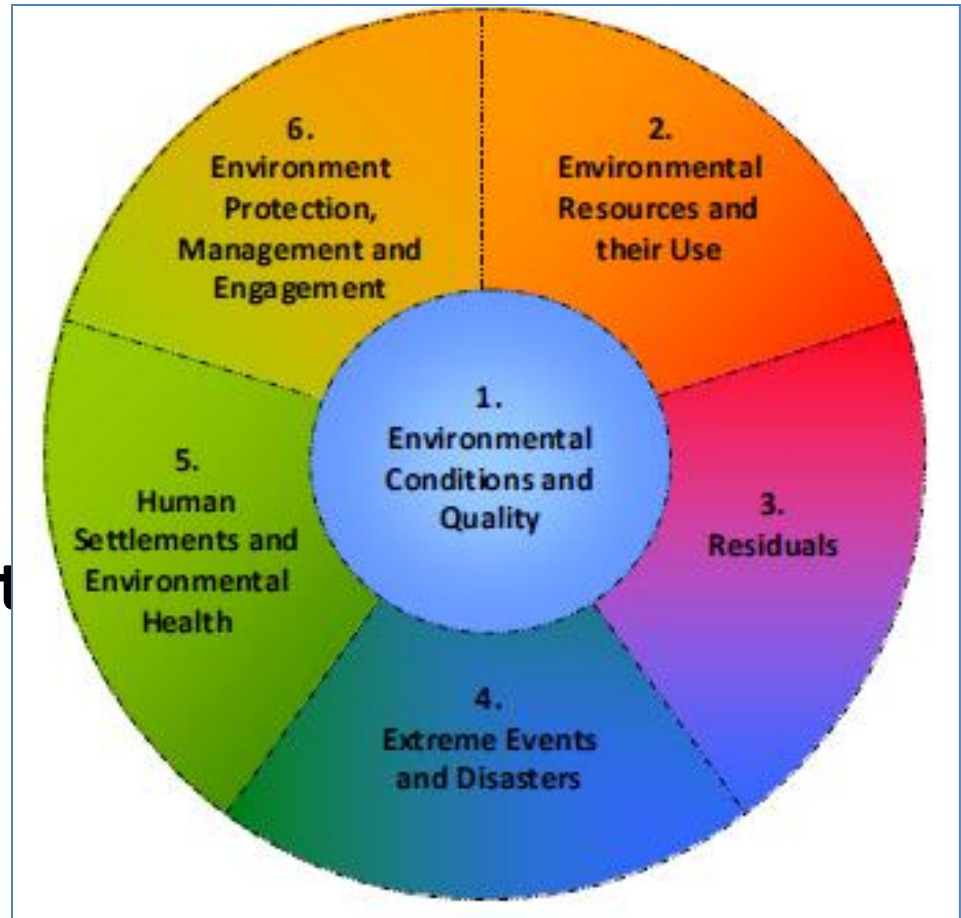 1.
Environmental
Conditions and
Quality
2.
Environmental
Resources and
their Use
3.
Residuals
4.
Extreme Events
and Disasters
5.
Human
Settlements and
Environmental
Health
6.
Environment
Protection,
Management and
Engagement
t